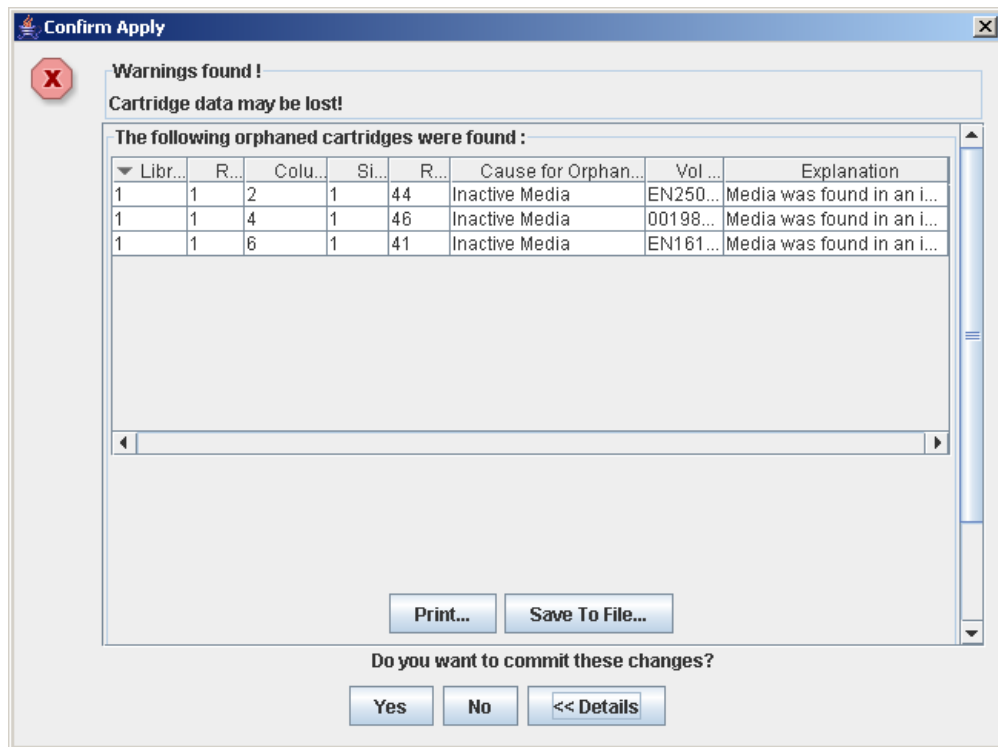 Confirm Apply
Warnings found !
Cartridge data may be lost!
The following orphaned cartridges were found :
Libr... R... Colu... Si... R... Cause for Orphan... Vol ... Explanation
1 1 2 1 44 Inactive Media EN250... Media was found in an i...
1 1 4 1 46 Inactive Media 00198... Media was found in an i...
1 1 6 1 41 Inactive Media EN161... Media was found in an i...
Print... Save To File...
Do you want to commit these changes?
Yes No << Details